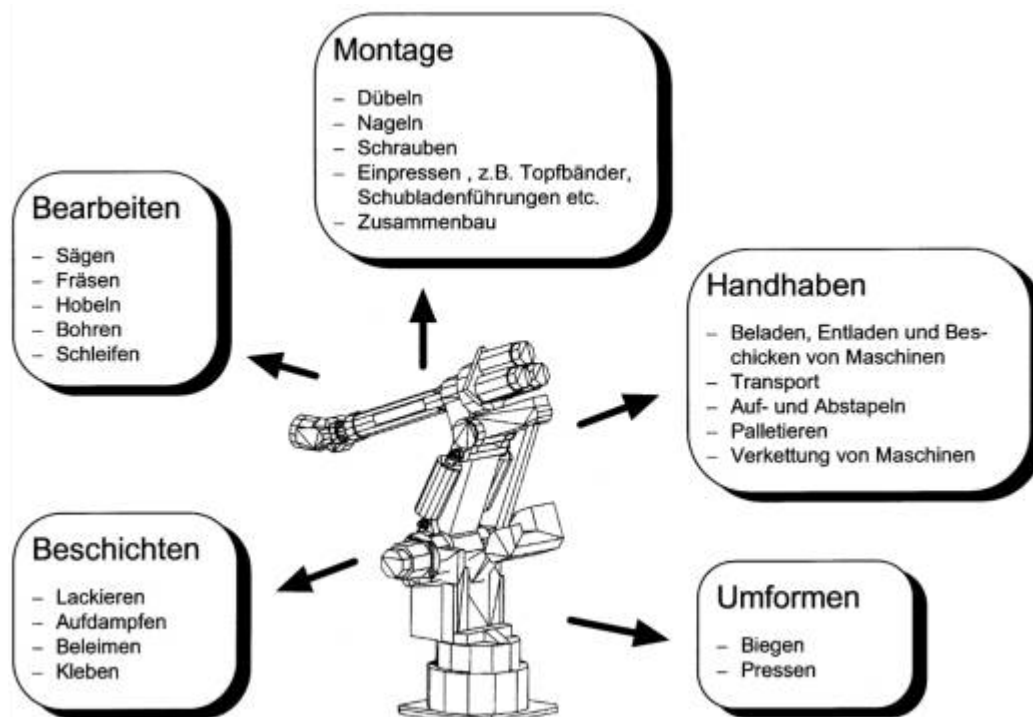 Montage
– Dübeln
– Nageln
– Schrauben
– Einpressen , z.B. Topfbänder,
Schubladenführungen etc.
– Zusammenbau
Bearbeiten
– Sägen
– Fräsen
– Hobeln
– Bohren
– Schleifen
Handhaben
– Beladen, Entladen und Bes-
chicken von Maschinen
– Transport
– Auf- und Abstapeln
– Palletieren
– Verkettung von Maschinen
Beschichten
– Lackieren
– Aufdampfen
– Beleimen
– Kleben
Umformen
– Biegen
– Pressen